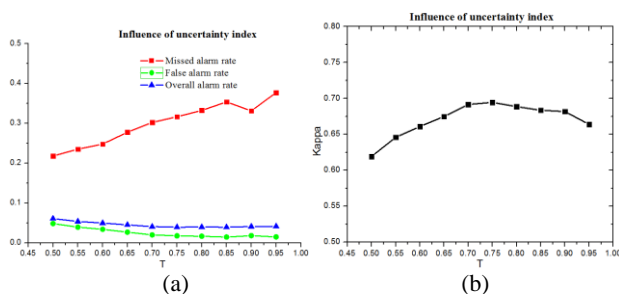 Influence of uncertainty index
Missed alarm rate
False alarm rate
Overall alarm rate
0.5
0.4
0.3
0.2
0.1
0.0
0.45 0.50 0.55 0.60 0.65 0.70 0.75 0.80 0.85 0.90 0.95 1.00
T
(a)
(b)
Influence of uncertainty index
Kappa
0.80
0.75
0.70
0.65
0.60
0.55
0.50
0.45 0.50 0.55 0.60 0.65 0.70 0.75 0.80 0.85 0.90 0.95 1.00
T
(b)